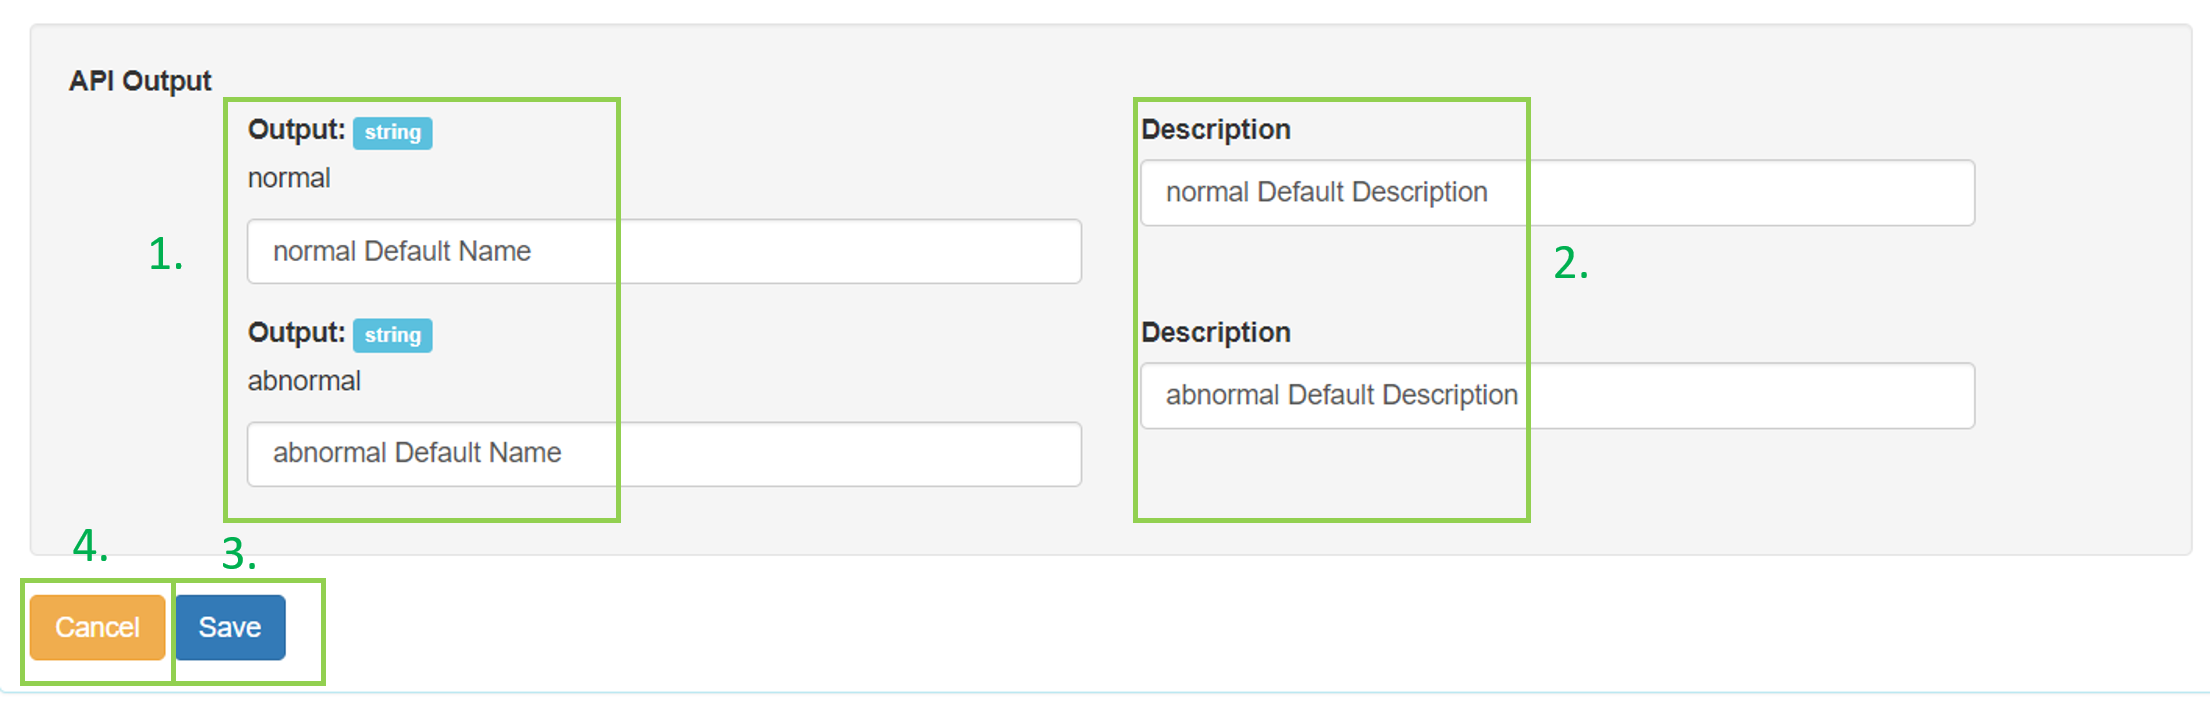 API Output
Output: string
normal
normal Default Name
Description
normal Default Description
1.
2.
Output: string
abnormal
abnormal Default Name
Description
abnormal Default Description
4.
3.
Cancel
Save